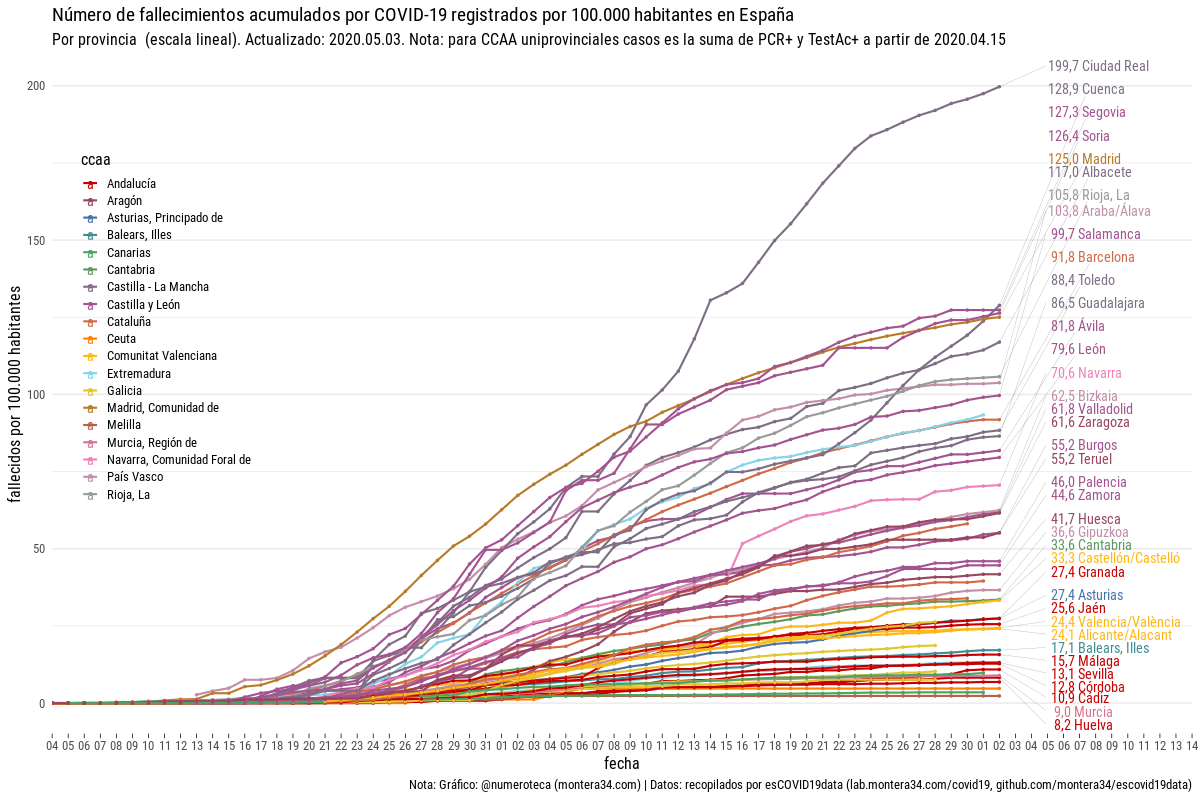 Número de fallecimientos acumulados por COVID-19 registrados por 100.000 habitantes en España
Por provincia (escala lineal). Actualizado: 2020.05.03. Nota: para CCAA uniprovinciales casos es la suma de PCR+ y TestAc+ a partir de 2020.04.15
fallecidos por 100.000 habitantes
200
150
100
50
0
ccaa
Andalucía
Aragón
Asturias, Principado de
Balears, Illes
Canarias
Cantabria
Castilla - La Mancha
Castilla y León
Cataluña
Ceuta
Comunitat Valenciana
Extremadura
Galicia
Madrid, Comunidad de
Melilla
Murcia, Región de
Navarra, Comunidad Foral de
País Vasco
Rioja, La
199,7 Ciudad Real
128,9 Cuenca
127,3 Segovia
126,4 Soria
125,0 Madrid
117,0 Albacete
105,8 Rioja, La
103,8 Araba/Álava
99,7 Salamanca
91,8 Barcelona
88,4 Toledo
86,5 Guadalajara
81,8 Ávila
79,6 León
70,6 Navarra
62,5 Bizkaia
61,8 Valladolid
61,6 Zaragoza
55,2 Burgos
55,2 Teruel
46,0 Palencia
44,6 Zamora
41,7 Huesca
36,6 Gipuzkoa
33,6 Cantabria
33,3 Castellón/Castelló
27,4 Granada
27,4 Asturias
25,6 Jaén
24,4 Valencia/València
24,1 Alicante/Alacant
17,1 Balears, Illes
15,7 Málaga
13,1 Sevilla
12,8 Córdoba
10,9 Cádiz
9,0 Murcia
8,2 Huelva
04 05 06 07 08 09 10 11 12 13 14 15 16 17 18 19 20 21 22 23 24 25 26 27 28 29 30 31 01 02 03 04 05 06 07 08 09 10 11 12 13 14 15 16 17 18 19 20 21 22 23 24 25 26 27 28 29 30 01 02 03 04 05 06 07 08 09 10 11 12 13 14
fecha
Nota: Gráfico: @numeroteca (montera34.com) | Datos: recopilados por esCOVID19data (lab.montera34.com/covid19, github.com/montera34/escovid19data)